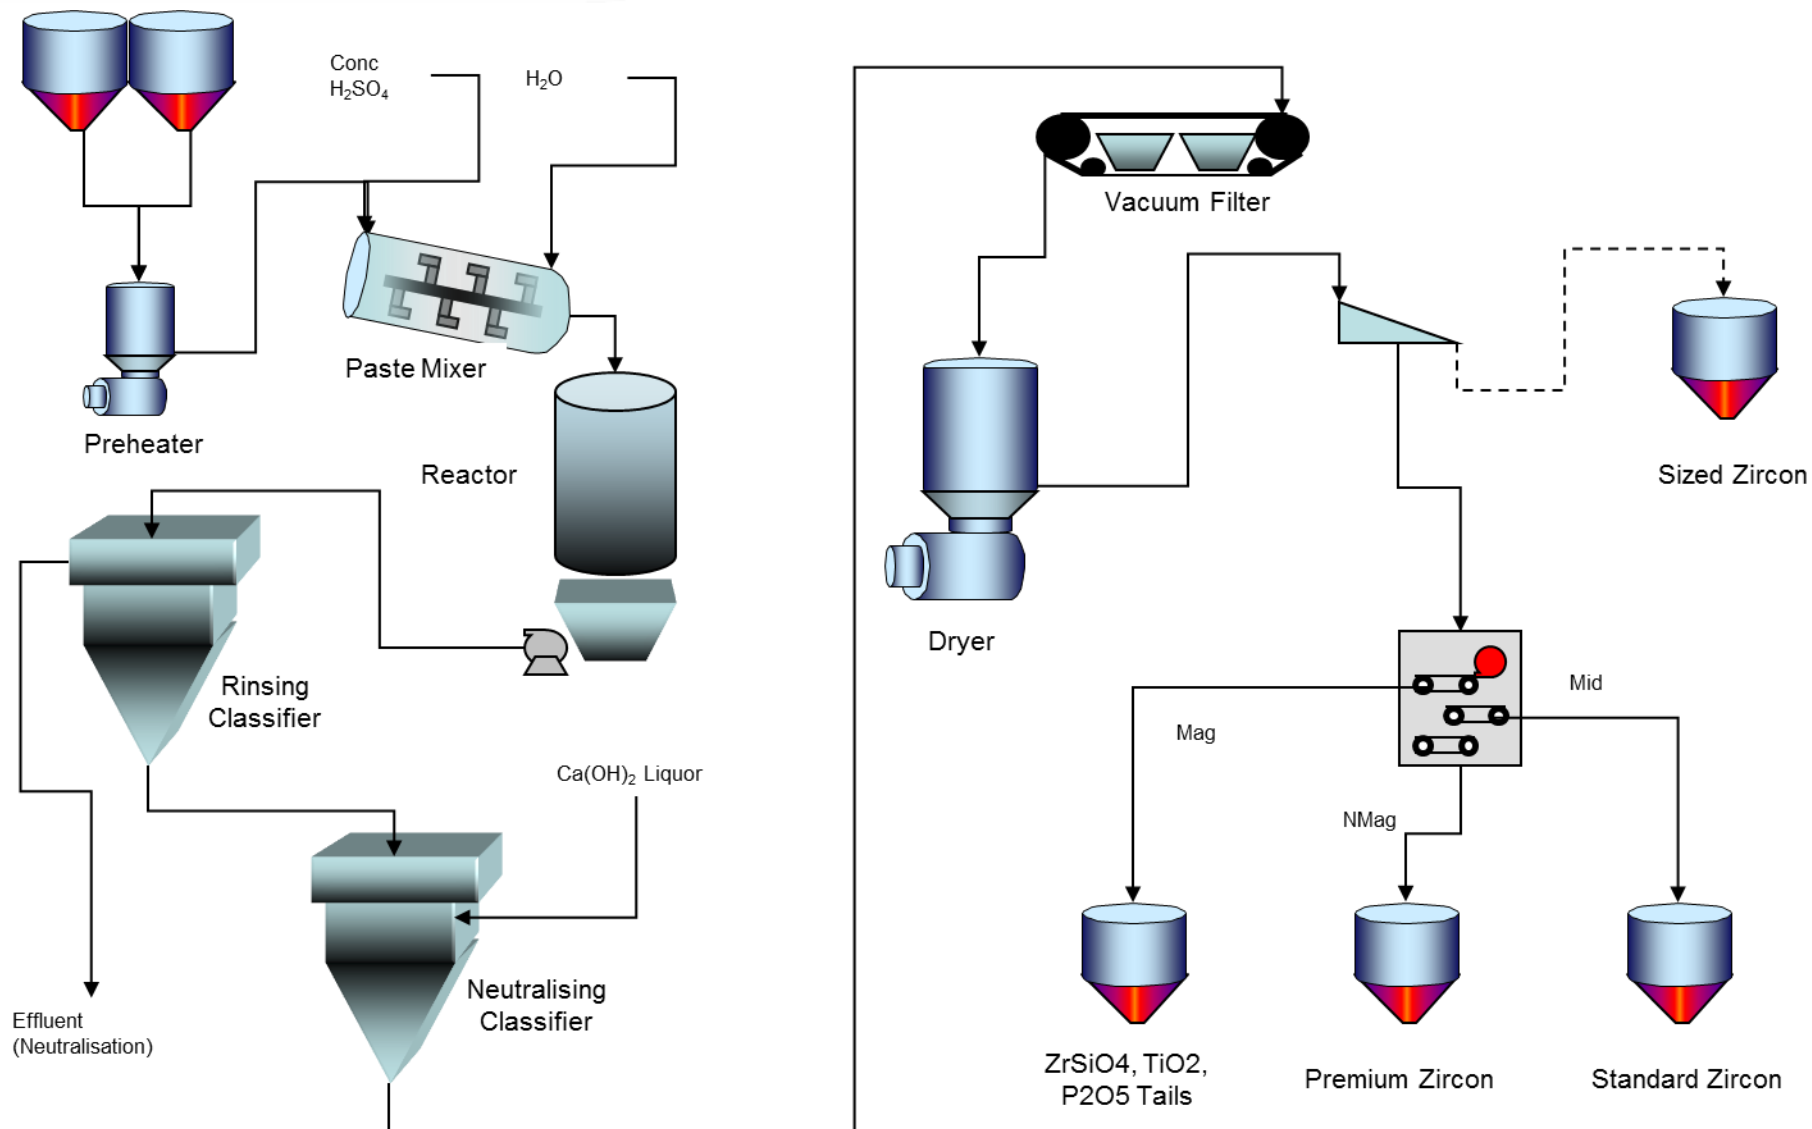 Conc
H₂SO₄
H₂O
Paste Mixer
Preheater
Reactor
Rinsing
Classifier
Ca(OH)₂ Liquor
Neutralising
Classifier
Effluent
(Neutralisation)
Vacuum Filter
Sized Zircon
Dryer
Mid
Mag
NMag
ZrSiO4, TiO2,
P2O5 Tails
Premium Zircon
Standard Zircon